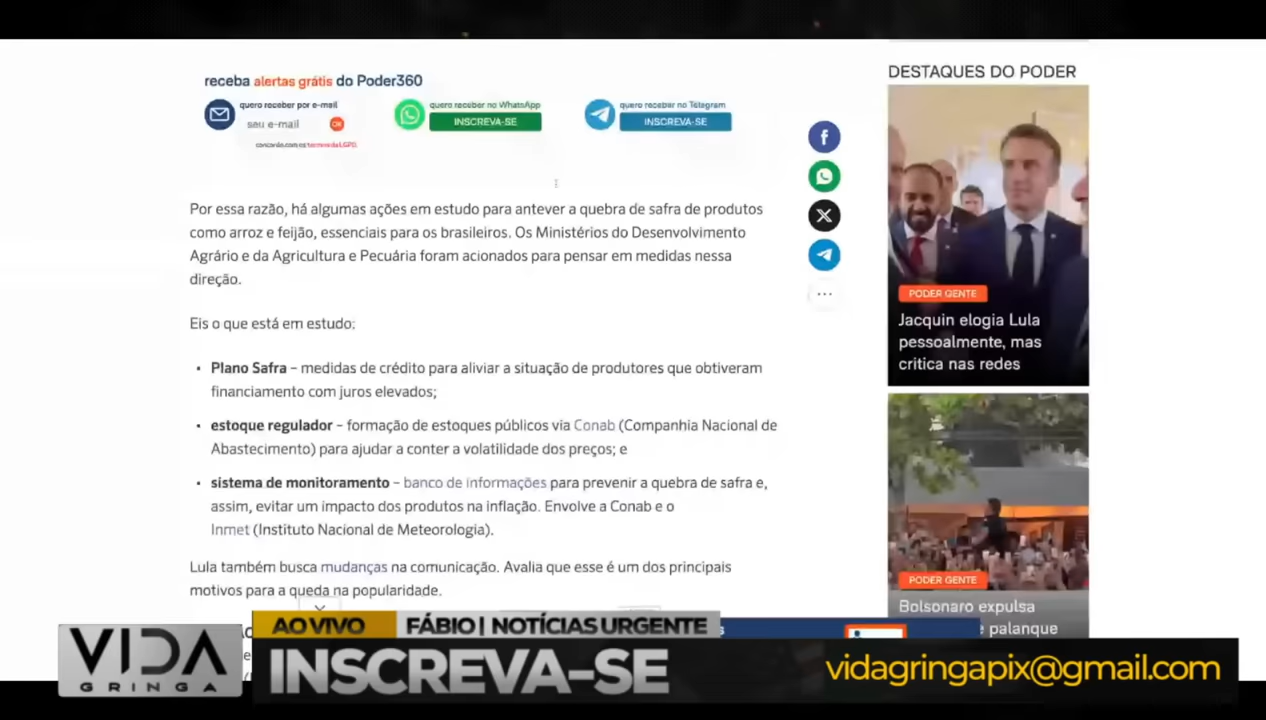 receba alertas grátis do Poder360
quero receber por e-mail
seu e-mail
OK
concordo com os termos da LGPD.
quero receber no WhatsApp
INSCREVA-SE
quero receber no Telegram
INSCREVA-SE
Por essa razão, há algumas ações em estudo para antever a quebra de safra de produtos
como arroz e feijão, essenciais para os brasileiros. Os Ministérios do Desenvolvimento
Agrário e da Agricultura e Pecuária foram acionados para pensar em medidas nessa
direção.
Eis o que está em estudo:
• Plano Safra – medidas de crédito para aliviar a situação de produtores que obtiveram
financiamento com juros elevados;
• estoque regulador – formação de estoques públicos via Conab (Companhia Nacional de
Abastecimento) para ajudar a conter a volatilidade dos preços; e
• sistema de monitoramento – banco de informações para prevenir a quebra de safra e,
assim, evitar um impacto dos produtos na inflação. Envolve a Conab e o
Inmet (Instituto Nacional de Meteorologia).
Lula também busca mudanças na comunicação. Avalia que esse é um dos principais
motivos para a queda na popularidade.
DESTAQUES DO PODER
PODER GENTE
Jacquin elogia Lula
pessoalmente, mas
critica nas redes
PODER GENTE
Bolsonaro expulsa
palanque
AO VIVO
FÁBIO | NOTÍCIAS URGENTE
VIDA
GRINGA
INSCREVA-SE
vidagringapix@gmail.com